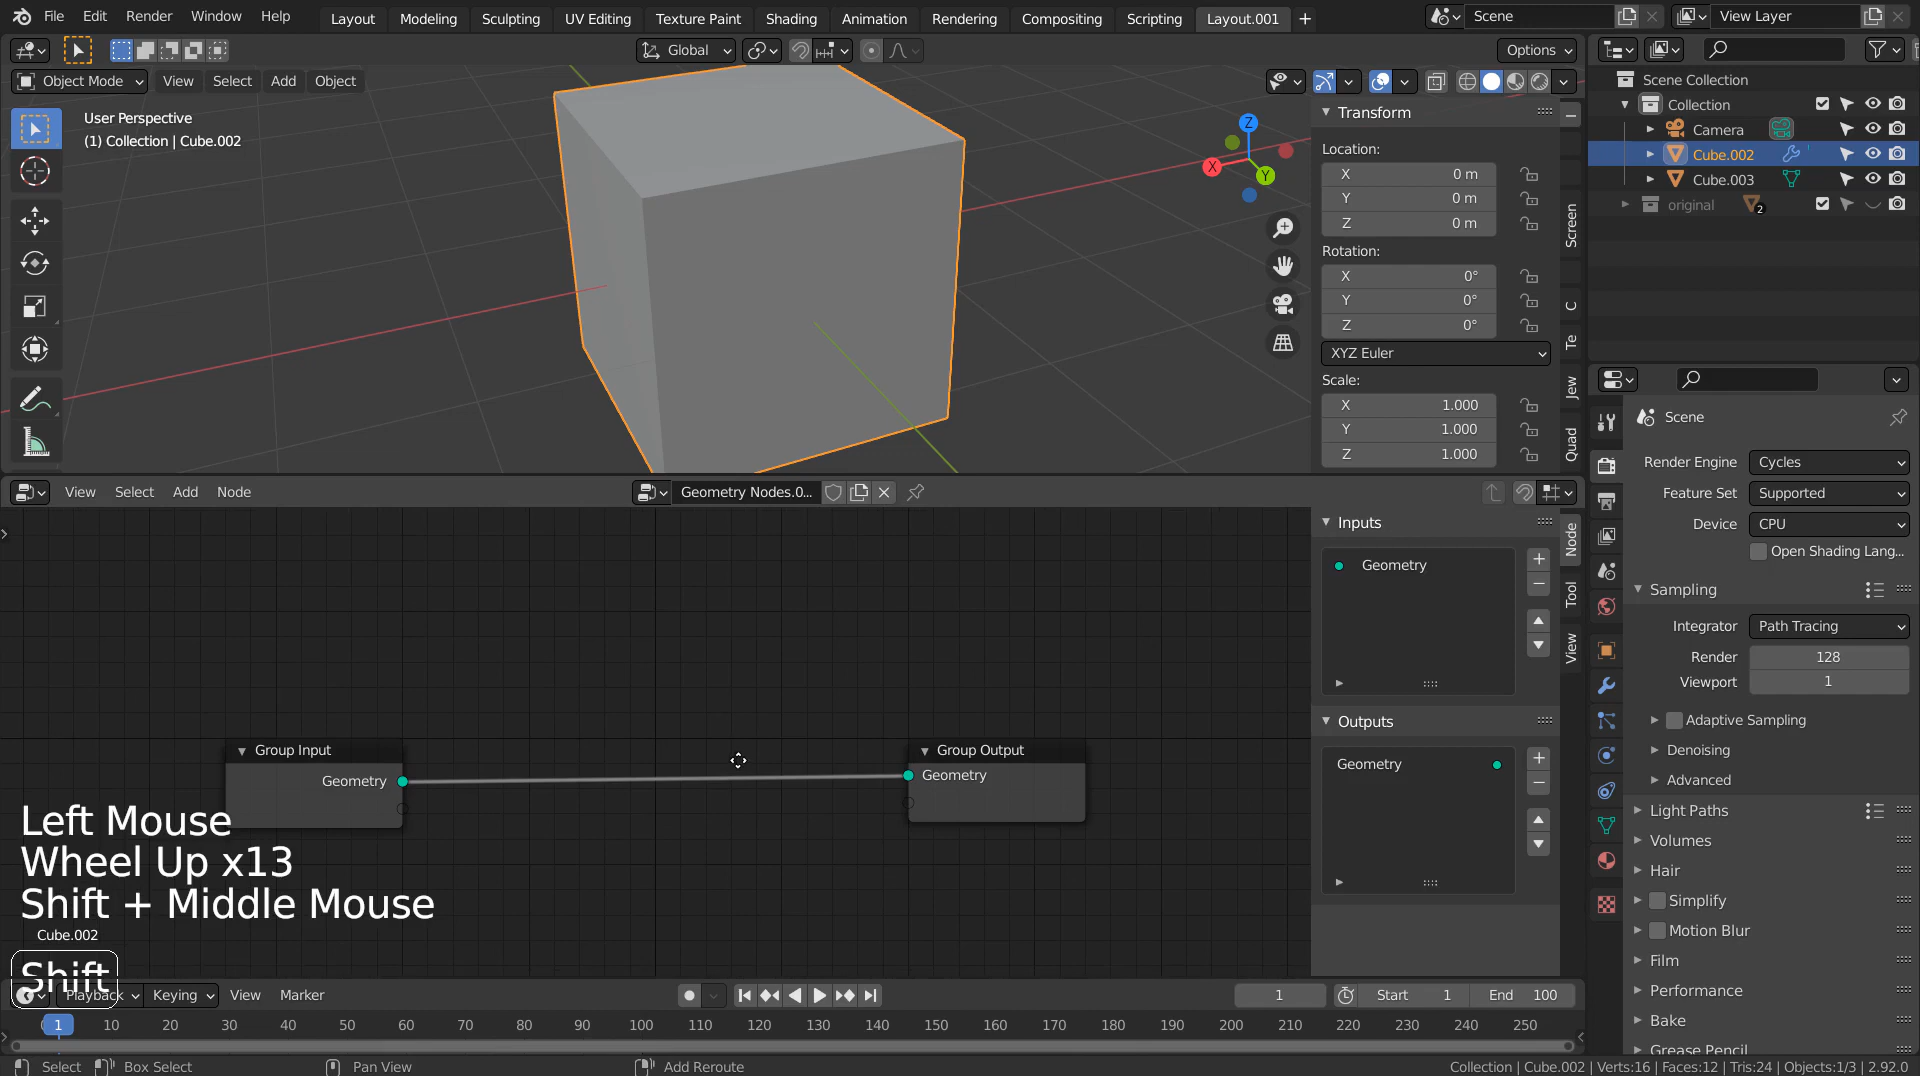 File Edit Render Window Help Layout Modeling Sculpting UV Editing Texture Paint Shading Animation Rendering Compositing Scripting Layout.001 + Scene View Layer
Global Options
Object Mode View Select Add Object
User Perspective
(1) Collection | Cube.002
Z
X
Y
Transform
Location:
X 0 m
Y 0 m
Z 0 m
Rotation:
X 0°
Y 0°
Z 0°
XYZ Euler
Scale:
X 1.000
Y 1.000
Z 1.000
Screen
C
Te
Jew
Quad
Scene Collection
Collection
Camera
Cube.002
Cube.003
original 2
View Select Add Node Geometry Nodes.0...
Group Input
Geometry
Group Output
Geometry
Inputs
Geometry
Outputs
Geometry
Node
Tool
View
Scene
Render Engine Cycles
Feature Set Supported
Device CPU
Open Shading Lang...
Sampling
Integrator Path Tracing
Render 128
Viewport 1
Adaptive Sampling
Denoising
Advanced
Light Paths
Volumes
Hair
Simplify
Motion Blur
Film
Performance
Bake
Grease Pencil
Left Mouse
Wheel Up x13
Shift + Middle Mouse
Cube.002
Shift
Playback Keying View Marker 1 Start 1 End 100
1 10 20 30 40 50 60 70 80 90 100 110 120 130 140 150 160 170 180 190 200 210 220 230 240 250
Select Box Select Pan View Add Reroute Collection | Cube.002 | Verts:16 | Faces:12 | Tris:24 | Objects:1/3 | 2.92.0